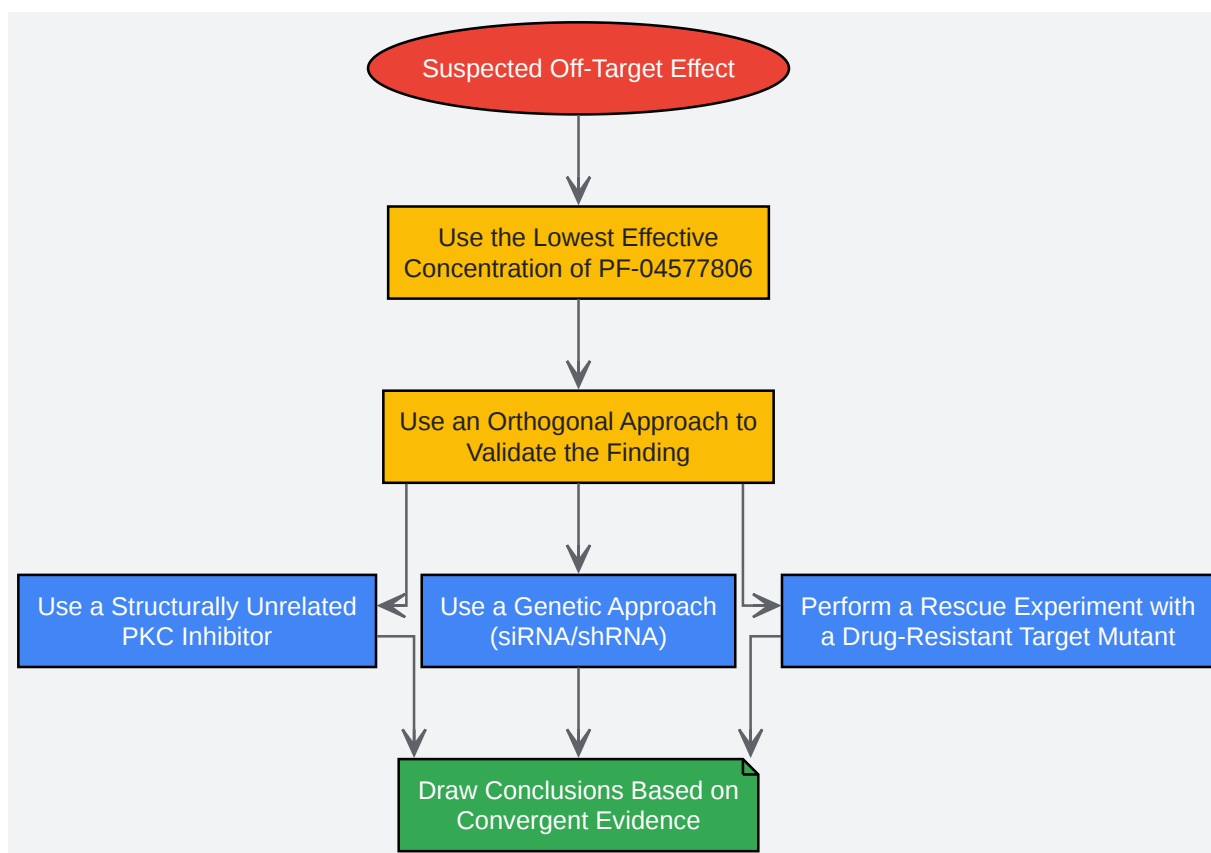 Suspected Off-Target Effect
Use the Lowest Effective
Concentration of PF-04577806
Use an Orthogonal Approach to
Validate the Finding
Use a Structurally Unrelated
PKC Inhibitor
Use a Genetic Approach
(siRNA/shRNA)
Perform a Rescue Experiment with
a Drug-Resistant Target Mutant
Draw Conclusions Based on
Convergent Evidence